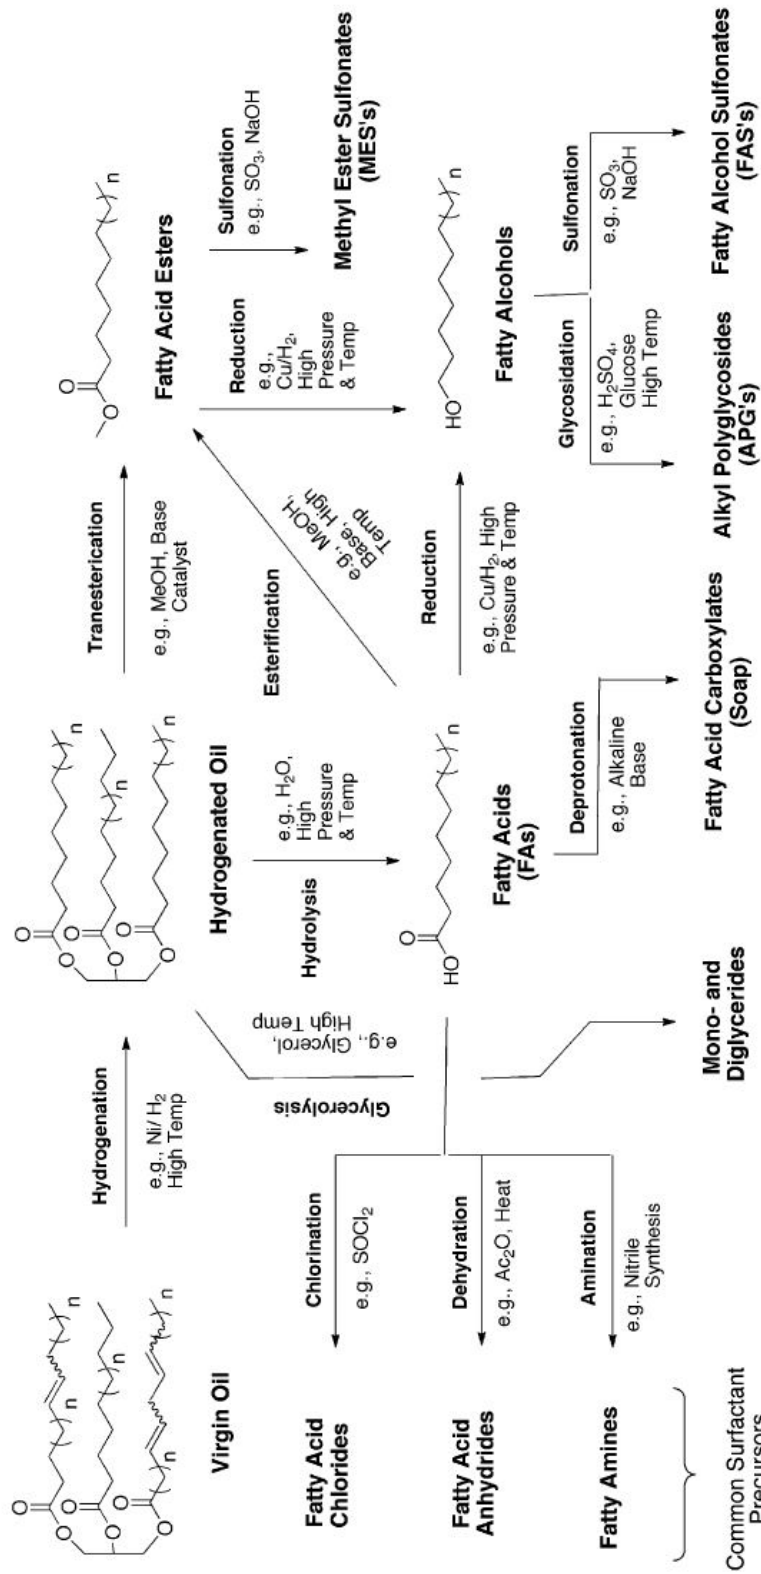 Virgin Oil
Hydrogenation
e.g., Ni/ H2
High Temp
Hydrogenated Oil
Tranesterication
e.g., MeOH, Base
Catalyst
Fatty Acid Esters
Glycerolysis
e.g., Glycerol,
High Temp
Hydrolysis
e.g., H2O,
High
Pressure
& Temp
Esterification
e.g., MeOH,
Base, High
Temp
Reduction
e.g.,
Cu/H2,
High
Pressure
& Temp
Sulfonation
e.g., SO3, NaOH
Methyl Ester Sulfonates
(MES's)
Chlorination
e.g., SOCl2
Fatty Acid
Chlorides
Dehydration
e.g., Ac2O, Heat
Fatty Acid
Anhydrides
Amination
e.g., Nitrile
Synthesis
Fatty Amines
Common Surfactant
Precursors
Fatty Acids
(FAs)
Reduction
e.g., Cu/H2, High
Pressure & Temp
Fatty Alcohols
Mono- and
Diglycerides
Deprotonation
e.g., Alkaline
Base
Fatty Acid Carboxylates
(Soap)
Glycosidation
e.g., H2SO4,
Glucose
High Temp
Alkyl Polyglycosides
(APG's)
Sulfonation
e.g., SO3,
NaOH
Fatty Alcohol Sulfonates
(FAS's)
O
O
O
O
O
O
n
n
n
n
n
O
O
O
O
O
O
n
n
n
O
O
n
O
HO
n
HO
n